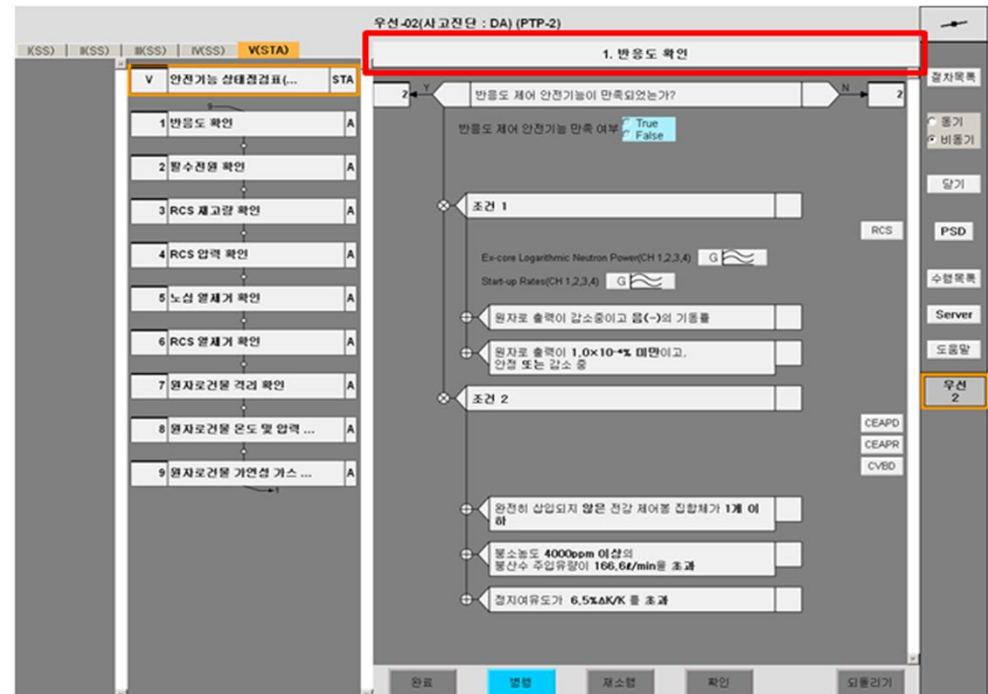 우선-02(사고진단 : DA) (PTP-2)
I(SS) II(SS) III(SS) IV(SS) V(STA)
1. 반응도 확인
V 안전기능 상태점검표(... STA
1 반응도 확인 A
2 필수전원 확인 A
3 RCS 재고량 확인 A
4 RCS 압력 확인 A
5 노심 열제거 확인 A
6 RCS 열제거 확인 A
7 원자로건물 격리 확인 A
8 원자로건물 온도 및 압력 ... A
9 원자로건물 가연성 가스 ... A
9
1
2 Y 반응도 제어 안전기능이 만족되었는가? N 2
반응도 제어 안전기능 만족 여부 True
False
조건 1
RCS
Ex-core Logarithmic Neutron Power(CH 1,2,3,4) G
Start-up Rates(CH 1,2,3,4) G
원자로 출력이 감소중이고 음(-)의 기동률
원자로 출력이 1.0×10-4% 미만이고,
안정 또는 감소 중
조건 2
CEAPD
CEAPR
CVBD
완전히 삽입되지 않은 전강 제어봉 집합체가 1개 이
하
붕소농도 4000ppm 이상의
붕산수 주입유량이 166.6ℓ/min을 초과
정지여유도가 6.5%ΔK/K 를 초과
완료 병행 재수행 확인 되돌리기
절차목록
동기
비동기
닫기
PSD
수행목록
Server
도움말
우선
2